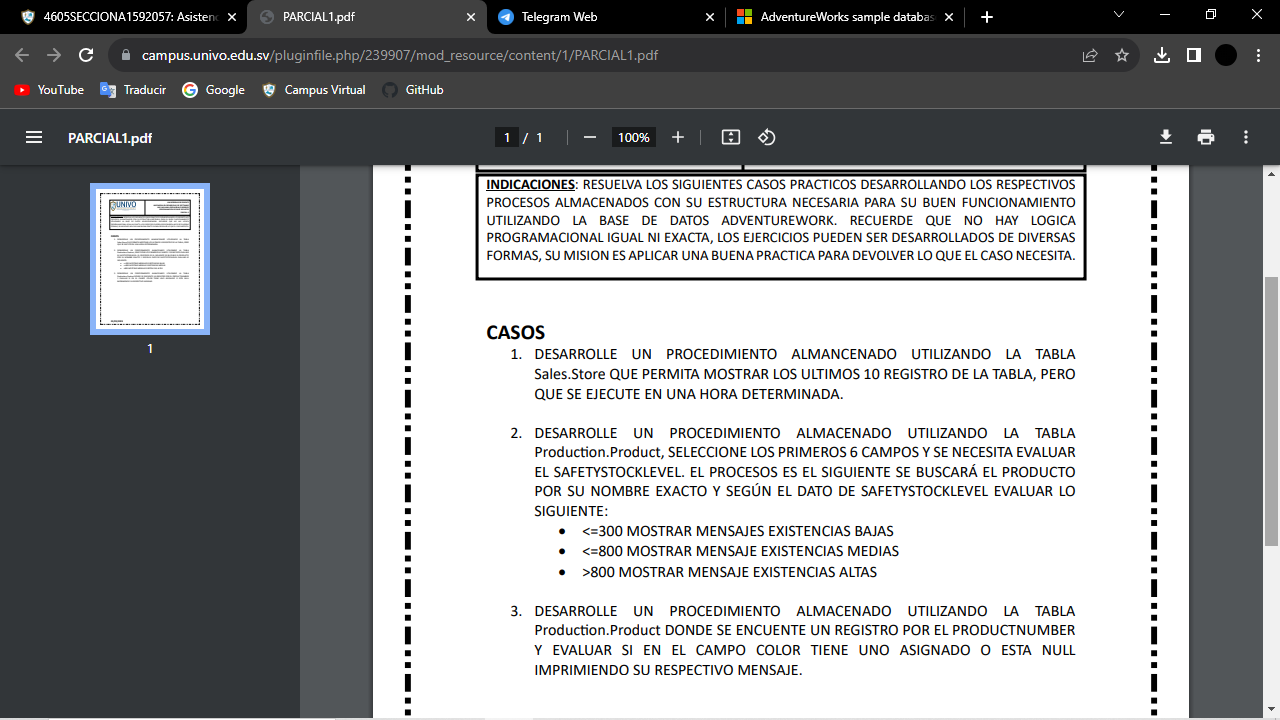 4605SECCIONA1592057: Asisten
PARCIAL1.pdf
Telegram Web
AdventureWorks sample databas
campus.univo.edu.sv/pluginfile.php/239907/mod_resource/content/1/PARCIAL1.pdf
YouTube
Traducir
Google
Campus Virtual
GitHub
PARCIAL1.pdf
1 / 1
100%
UNIVO
1
INDICACIONES: RESUELVA LOS SIGUIENTES CASOS PRACTICOS DESARROLLANDO LOS RESPECTIVOS
PROCESOS ALMACENADOS CON SU ESTRUCTURA NECESARIA PARA SU BUEN FUNCIONAMIENTO
UTILIZANDO LA BASE DE DATOS ADVENTUREWORKS. RECUERDE QUE NO HAY LOGICA
PROGRAMACIONAL IGUAL NI EXACTA, LOS EJERCICIOS PUEDEN SER DESARROLLADOS DE DIVERSAS
FORMAS, SU MISION ES APLICAR UNA BUENA PRACTICA PARA DEVOLVER LO QUE EL CASO NECESITA.
CASOS
1. DESARROLLE UN PROCEDIMIENTO ALMANCENADO UTILIZANDO LA TABLA
Sales.Store QUE PERMITA MOSTRAR LOS ULTIMOS 10 REGISTRO DE LA TABLA, PERO
QUE SE EJECUTE EN UNA HORA DETERMINADA.
2. DESARROLLE UN PROCEDIMIENTO ALMACENADO UTILIZANDO LA TABLA
Production.Product, SELECCIONE LOS PRIMEROS 6 CAMPOS Y SE NECESITA EVALUAR
EL SAFETYSTOCKLEVEL. EL PROCESOS ES EL SIGUIENTE SE BUSCARÁ EL PRODUCTO
POR SU NOMBRE EXACTO Y SEGÚN EL DATO DE SAFETYSTOCKLEVEL EVALUAR LO
SIGUIENTE:
• <=300 MOSTRAR MENSAJES EXISTENCIAS BAJAS
• <=800 MOSTRAR MENSAJE EXISTENCIAS MEDIAS
• >800 MOSTRAR MENSAJE EXISTENCIAS ALTAS
3. DESARROLLE UN PROCEDIMIENTO ALMACENADO UTILIZANDO LA TABLA
Production.Product DONDE SE ENCUENTE UN REGISTRO POR EL PRODUCTNUMBER
Y EVALUAR SI EN EL CAMPO COLOR TIENE UNO ASIGNADO O ESTA NULL
IMPRIMIENDO SU RESPECTIVO MENSAJE.